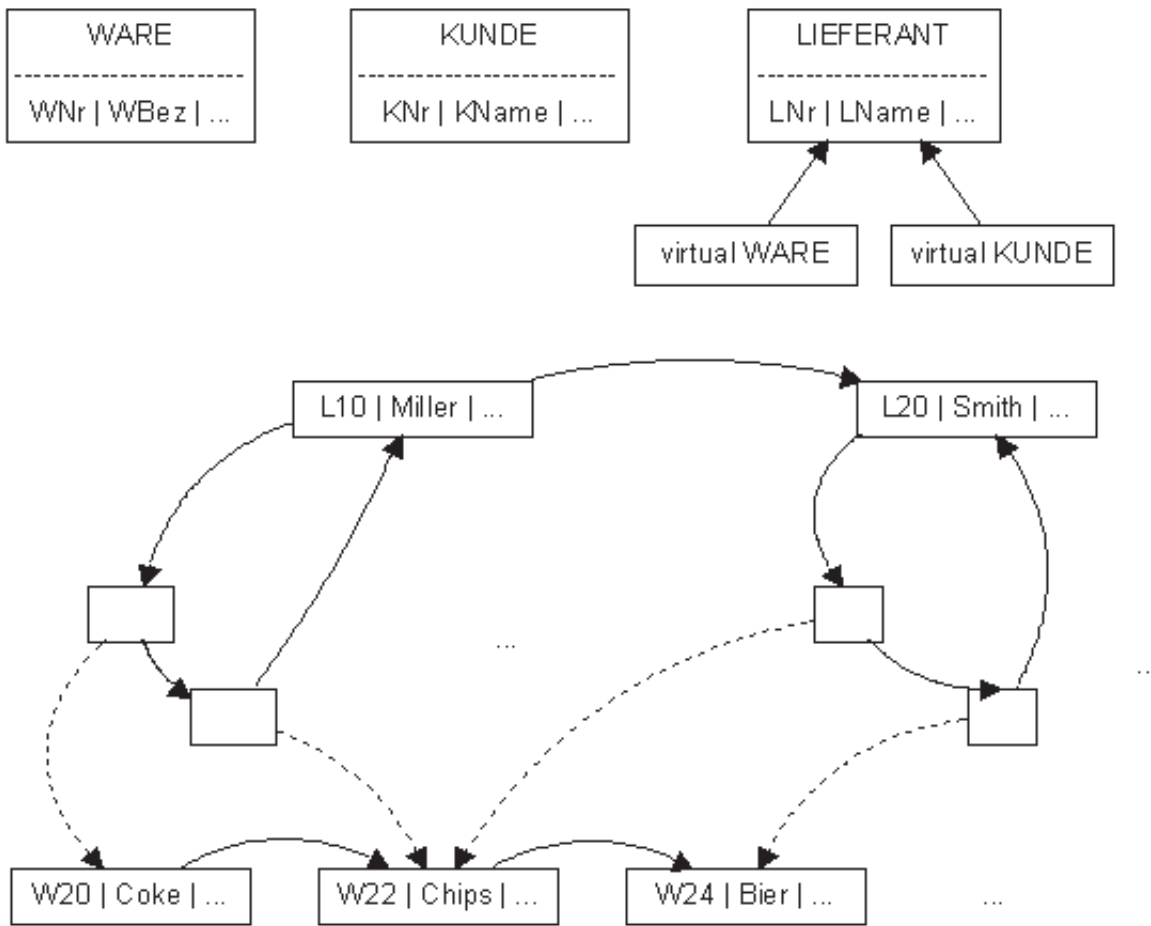 WARE
KUNDE
LIEFERANT
WNr | WBez | ...
KNr | KName | ...
LNr | LName | ...
virtual WARE
virtual KUNDE
L10 | Miller | ...
L20 | Smith | ...
...
..
W20 | Coke | ...
W22 | Chips | ...
W24 | Bier | ...
...